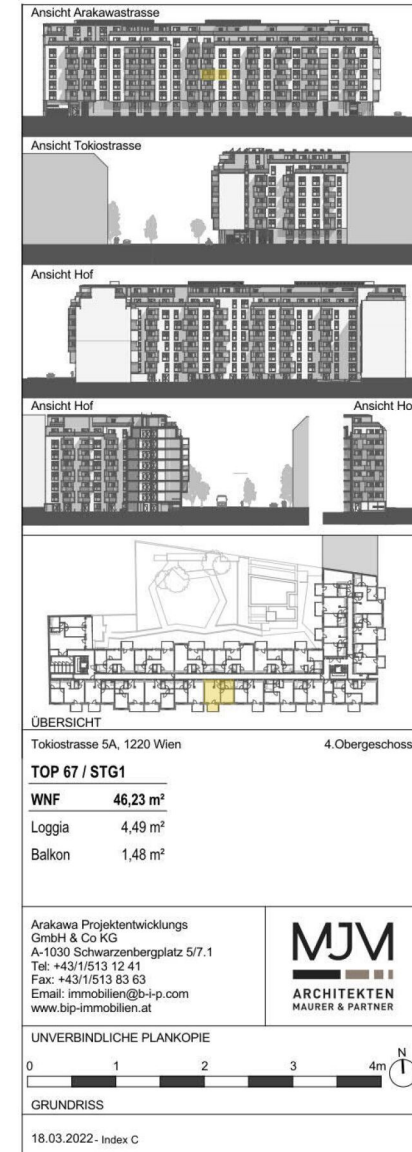 Ansicht Arakawastrasse
Ansicht Tokiostrasse
Ansicht Hof
Ansicht Hof
Ansicht Ho
ÜBERSICHT
Tokiostrasse 5A, 1220 Wien
4.Obergeschoss
TOP 67 / STG1
WNF 46,23 m²
Loggia 4,49 m²
Balkon 1,48 m²
Arakawa Projektentwicklungs
GmbH & Co KG
A-1030 Schwarzenbergplatz 5/7.1
Tel: +43/1/513 12 41
Fax: +43/1/513 83 63
Email: immobilien@b-i-p.com
www.bip-immobilien.at
MJM
ARCHITEKTEN
MAURER & PARTNER
UNVERBINDLICHE PLANKOPIE
0 1 2 3 4m
N
GRUNDRISS
18.03.2022- Index C